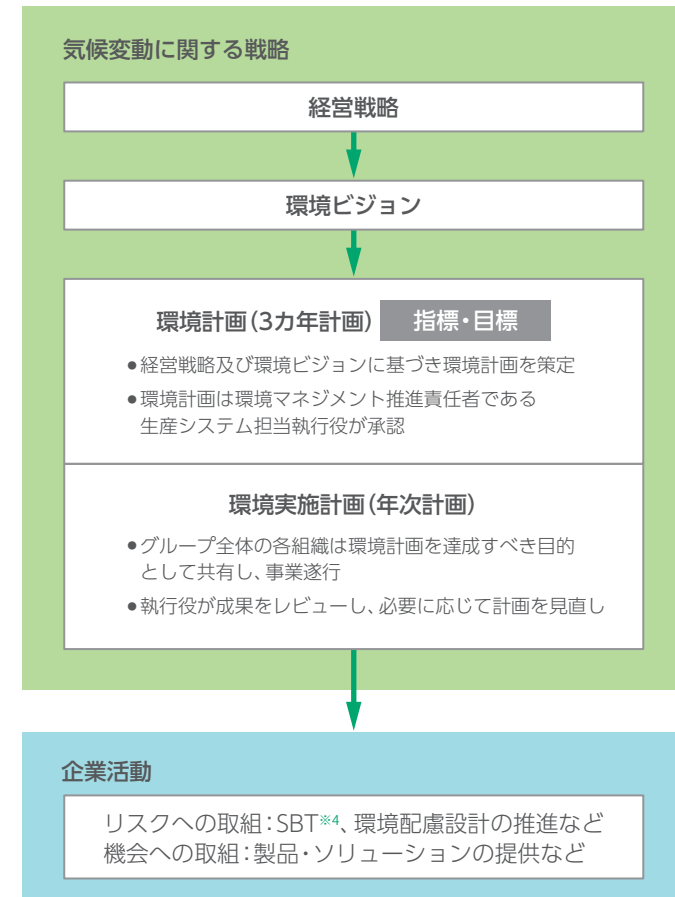 気候変動に関する戦略
経営戦略
環境ビジョン
環境計画(3カ年計画) 指標・目標
●経営戦略及び環境ビジョンに基づき環境計画を策定
●環境計画は環境マネジメント推進責任者である
生産システム担当執行役が承認
環境実施計画(年次計画)
●グループ全体の各組織は環境計画を達成すべき目的
として共有し、事業遂行
●執行役が成果をレビューし、必要に応じて計画を見直し
企業活動
リスクへの取組:SBT※4、環境配慮設計の推進など
機会への取組:製品・ソリューションの提供など